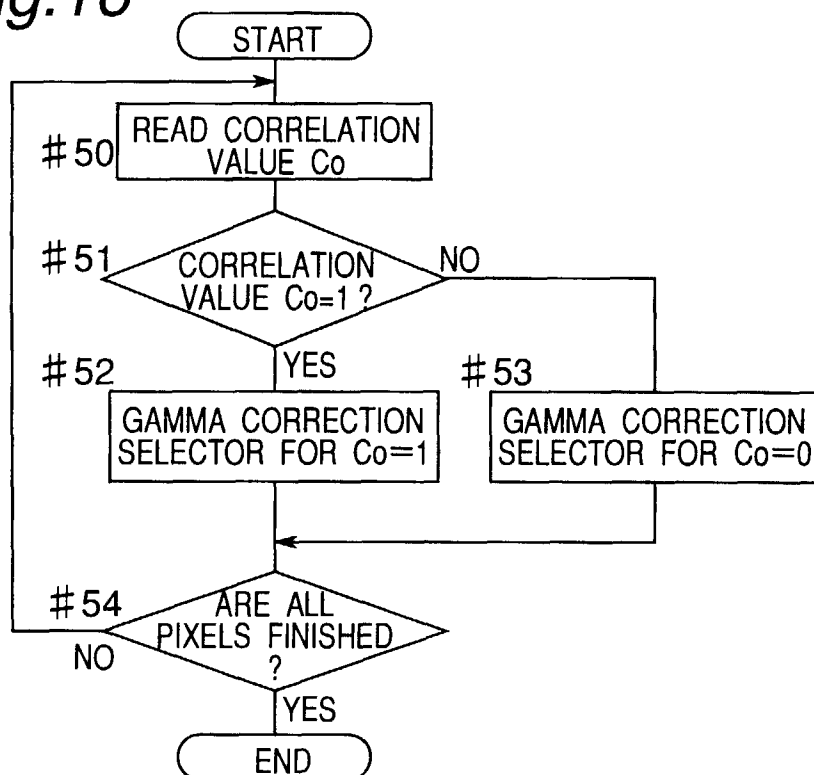 START
READ CORRELATION
VALUE Co
#50
CORRELATION
VALUE Co=1 ?
#51
NO
YES
#52
GAMMA CORRECTION
SELECTOR FOR Co=1
#53
GAMMA CORRECTION
SELECTOR FOR Co=0
#54
ARE ALL
PIXELS FINISHED
?
NO
YES
END